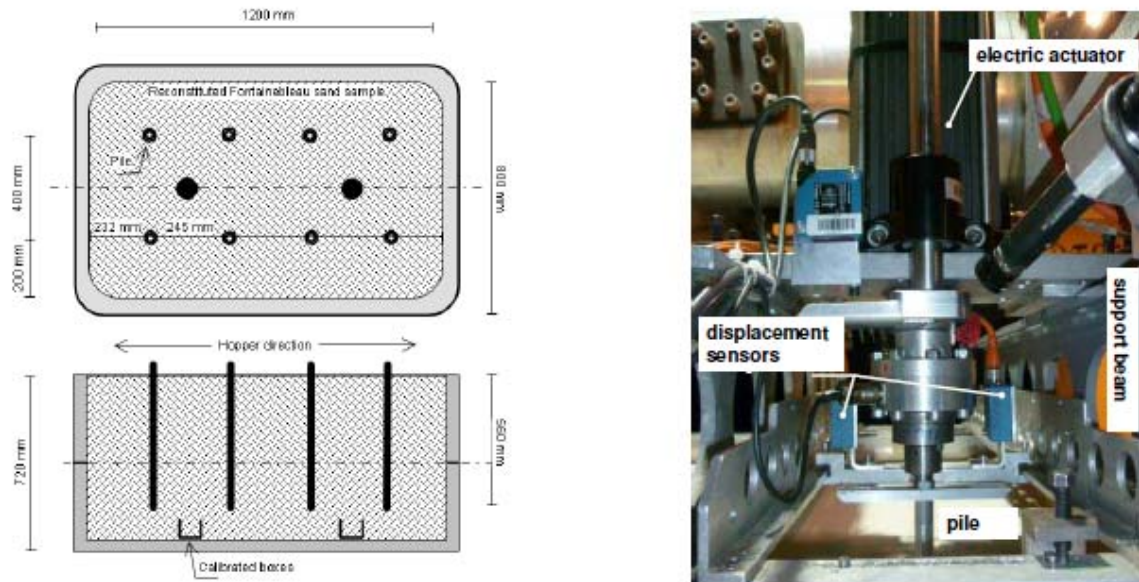 1200 mm
Reconstituted Fontainebleau sand sample
Pile
400 mm
800 mm
232 mm
245 mm
200 mm
Hopper direction
720 mm
560 mm
Calibrated boxes
electric actuator
displacement
sensors
support beam
pile